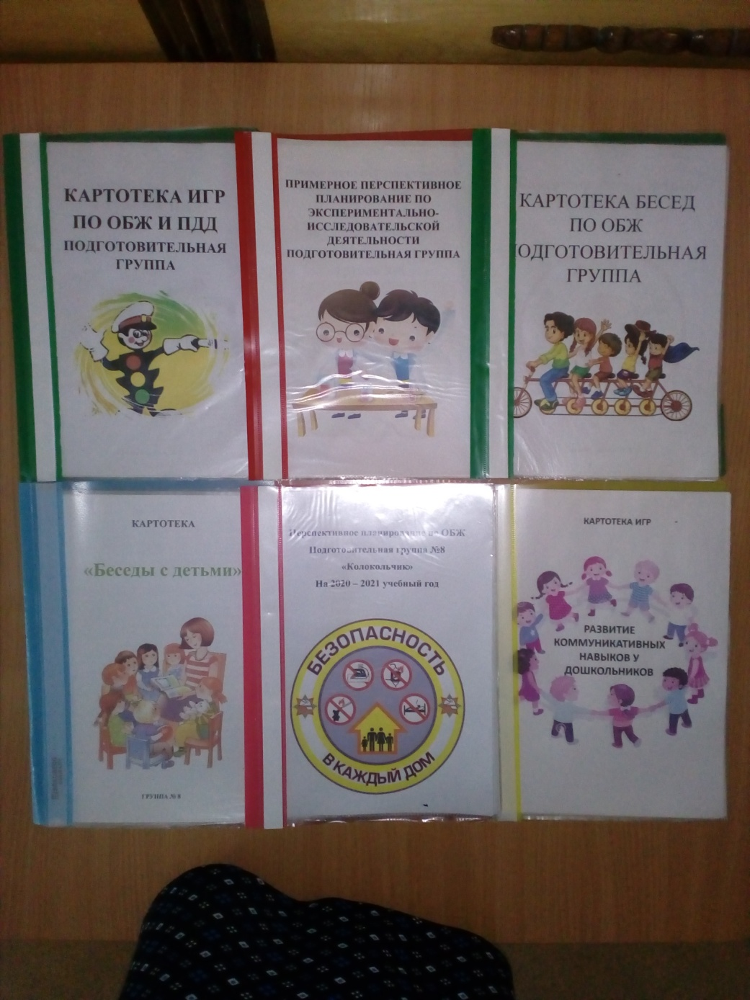 КАРТОТЕКА ИГР
ПО ОБЖ И ПДД
ПОДГОТОВИТЕЛЬНАЯ
ГРУППА
ПРИМЕРНОЕ ПЕРСПЕКТИВНОЕ
ПЛАНИРОВАНИЕ ПО
ЭКСПЕРИМЕНТАЛЬНО-
ИССЛЕДОВАТЕЛЬСКОЙ
ДЕЯТЕЛЬНОСТИ
ПОДГОТОВИТЕЛЬНАЯ ГРУППА
КАРТОТЕКА БЕСЕД
ПО ОБЖ
ОДГОТОВИТЕЛЬНАЯ
ГРУППА
КАРТОТЕКА
«Беседы с детьми»
ГРУППА № 8
Перспективное планирование по ОБЖ
Подготовительная группа №8
«Колокольчик»
На 2020 – 2021 учебный год
БЕЗОПАСНОСТЬ
В КАЖДЫЙ ДОМ
КАРТОТЕКА ИГР
РАЗВИТИЕ
КОММУНИКАТИВНЫХ
НАВЫКОВ У
ДОШКОЛЬНИКОВ